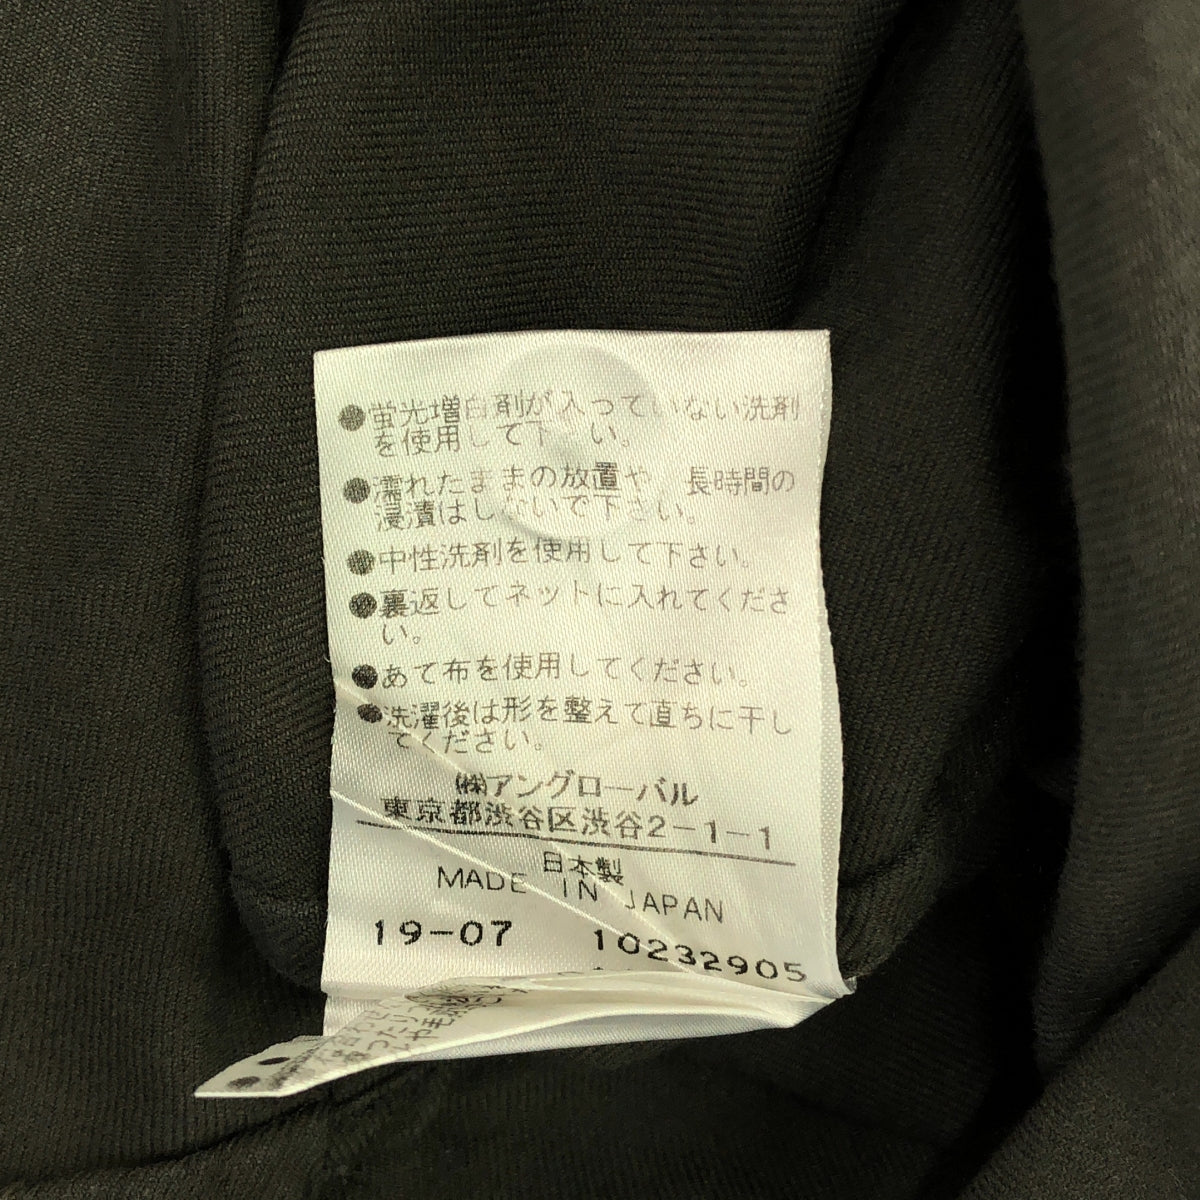 ●蛍光増白剤が入っていない洗剤
を使用して下さい。
●濡れたままの放置や、長時間の
浸漬はしないで下さい。
●中性洗剤を使用して下さい。
●裏返してネットに入れてくださ
い。
●あて布を使用してください。
●洗濯後は形を整えて直ちに干し
てください。
㈱アングローバル
東京都渋谷区渋谷2-1-1
日本製
MADE IN JAPAN
19-07 10232905